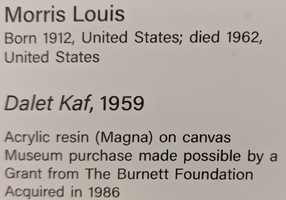 Morris Louis
Born 1912, United States; died 1962,
United States
Dalet Kaf, 1959
Acrylic resin (Magna) on canvas
Museum purchase made possible by a
Grant from The Burnett Foundation
Acquired in 1986